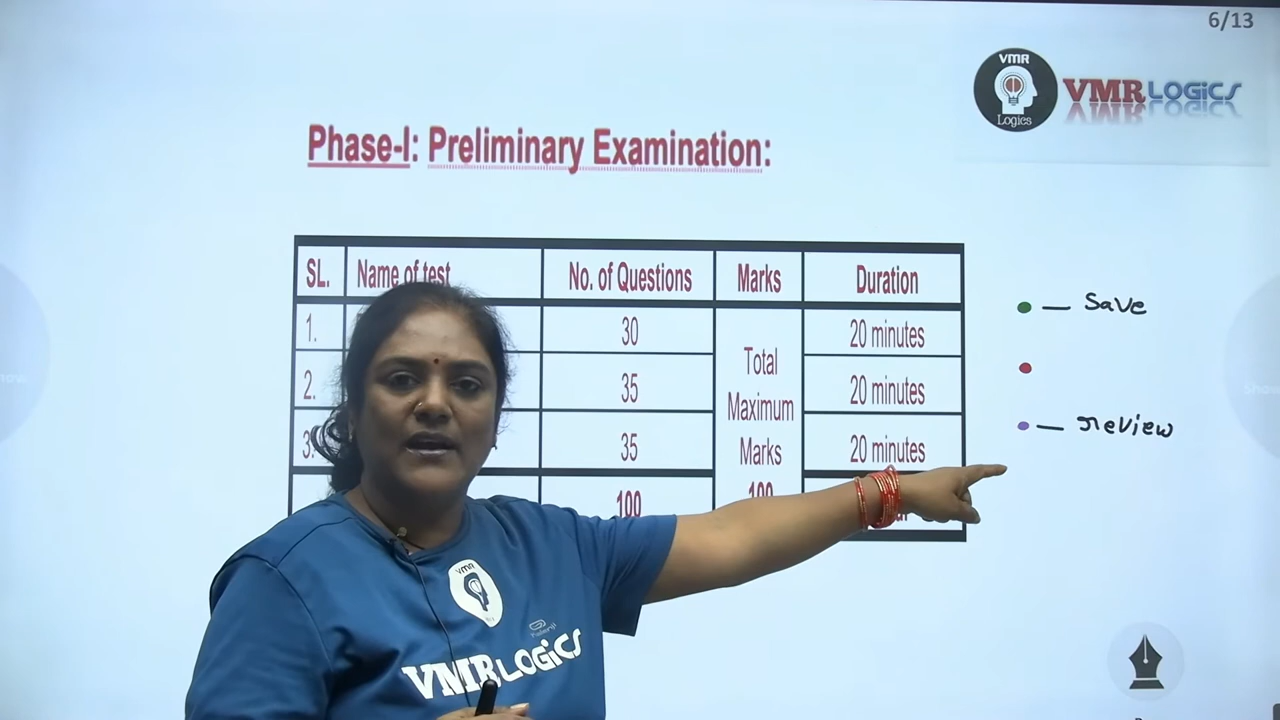 6/13
VMR
Logics
VMR LOGICS
Phase-I: Preliminary Examination:
SL. Name of test No. of Questions Marks Duration
1. 30 20 minutes
2. 35 20 minutes
3. 35 20 minutes
Total
Maximum
Marks
100 100
— Save
— review
VMR
VMR LOGICS